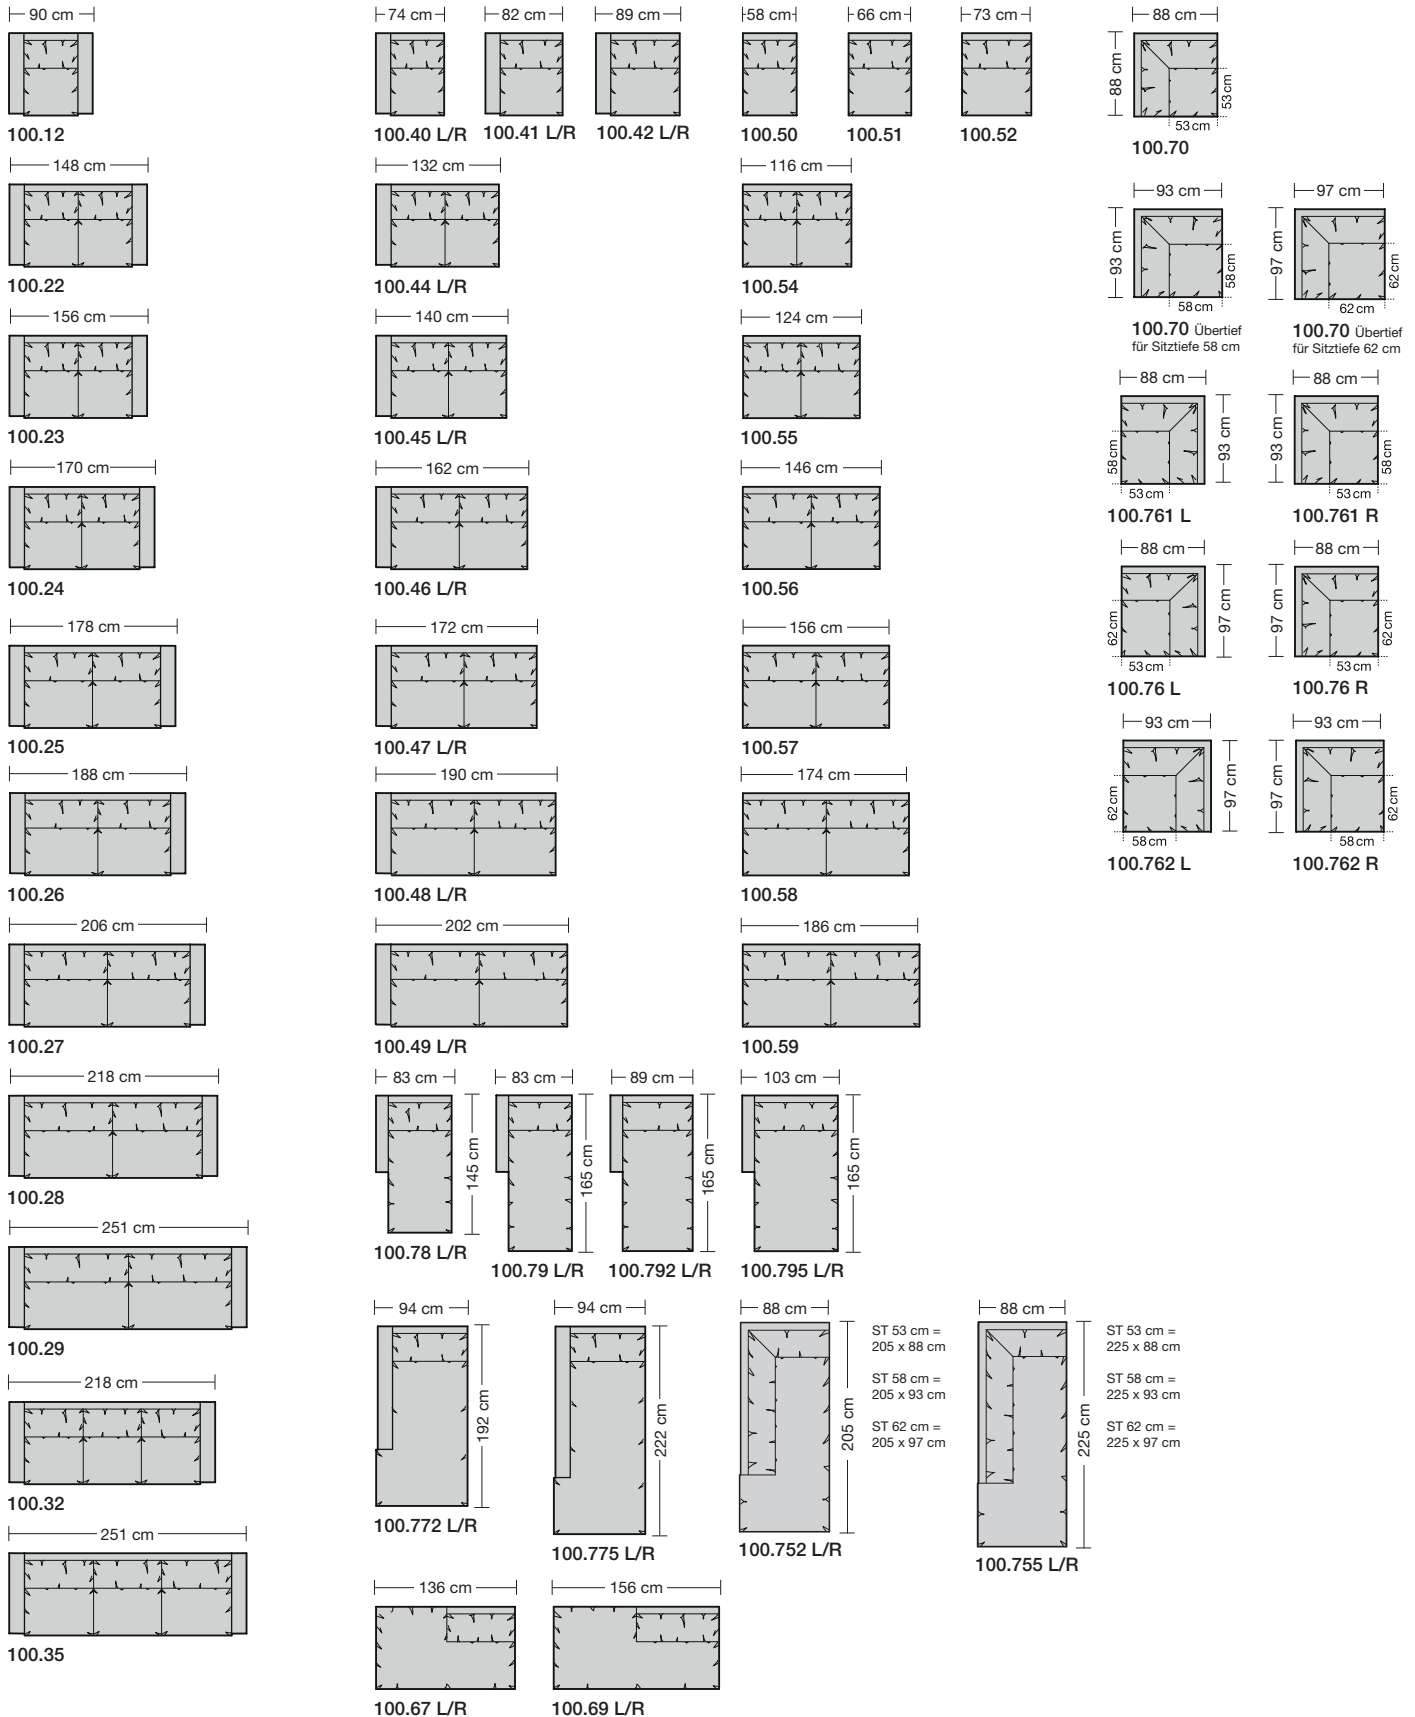 90 cm
100.12
74 cm
100.40 L/R
82 cm
100.41 L/R
89 cm
100.42 L/R
58 cm
100.50
66 cm
100.51
73 cm
100.52
88 cm
88 cm
53 cm
53 cm
100.70
148 cm
100.22
132 cm
100.44 L/R
116 cm
100.54
93 cm
93 cm
58 cm
58 cm
100.70 Übertief
für Sitztiefe 58 cm
97 cm
97 cm
62 cm
62 cm
100.70 Übertief
für Sitztiefe 62 cm
156 cm
100.23
140 cm
100.45 L/R
124 cm
100.55
88 cm
58 cm
93 cm
53 cm
100.761 L
88 cm
93 cm
58 cm
53 cm
100.761 R
170 cm
100.24
162 cm
100.46 L/R
146 cm
100.56
88 cm
62 cm
97 cm
53 cm
100.76 L
88 cm
97 cm
62 cm
53 cm
100.76 R
178 cm
100.25
172 cm
100.47 L/R
156 cm
100.57
93 cm
62 cm
97 cm
58 cm
100.762 L
93 cm
97 cm
62 cm
58 cm
100.762 R
188 cm
100.26
190 cm
100.48 L/R
174 cm
100.58
206 cm
100.27
202 cm
100.49 L/R
186 cm
100.59
218 cm
100.28
83 cm
145 cm
100.78 L/R
83 cm
165 cm
100.79 L/R
89 cm
165 cm
100.792 L/R
103 cm
165 cm
100.795 L/R
251 cm
100.29
94 cm
192 cm
100.772 L/R
94 cm
222 cm
100.775 L/R
88 cm
205 cm
100.752 L/R
ST 53 cm =
205 x 88 cm
ST 58 cm =
205 x 93 cm
ST 62 cm =
205 x 97 cm
88 cm
225 cm
100.755 L/R
ST 53 cm =
225 x 88 cm
ST 58 cm =
225 x 93 cm
ST 62 cm =
225 x 97 cm
218 cm
100.32
251 cm
100.35
136 cm
100.67 L/R
156 cm
100.69 L/R